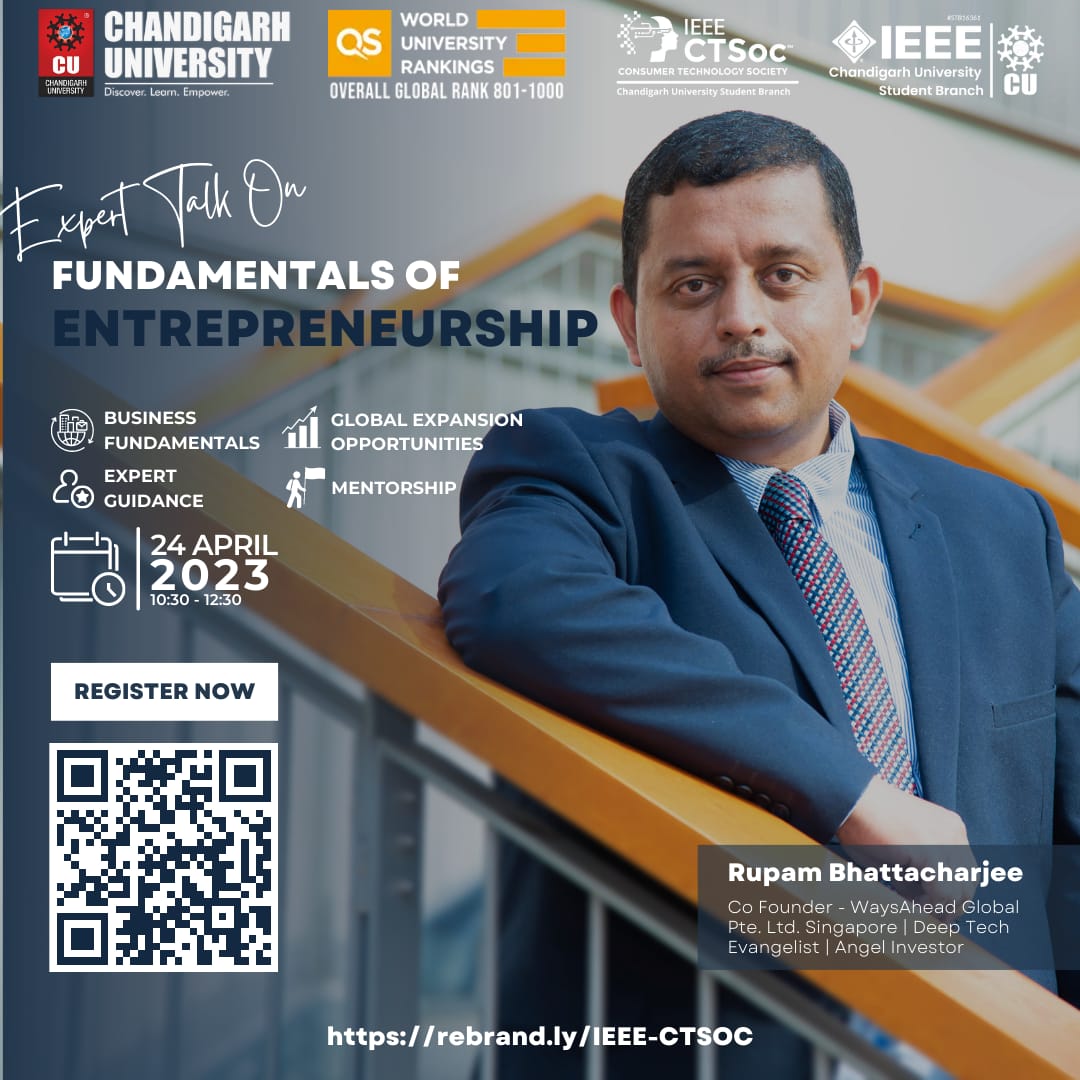 CHANDIGARH
UNIVERSITY
Discover. Learn. Empower.
CU
CHANDIGARH
UNIVERSITY
QS
WORLD
UNIVERSITY
RANKINGS
OVERALL GLOBAL RANK 801-1000
IEEE
CTSoc™
CONSUMER TECHNOLOGY SOCIETY
Chandigarh University Student Branch
#STB16361
IEEE
Chandigarh University
Student Branch
CU
Expert Talk On
FUNDAMENTALS OF
ENTREPRENEURSHIP
BUSINESS
FUNDAMENTALS
GLOBAL EXPANSION
OPPORTUNITIES
EXPERT
GUIDANCE
MENTORSHIP
24 APRIL
2023
10:30 - 12:30
REGISTER NOW
Rupam Bhattacharjee
Co Founder - WaysAhead Global
Pte. Ltd. Singapore | Deep Tech
Evangelist | Angel Investor
https://rebrand.ly/IEEE-CTSOC